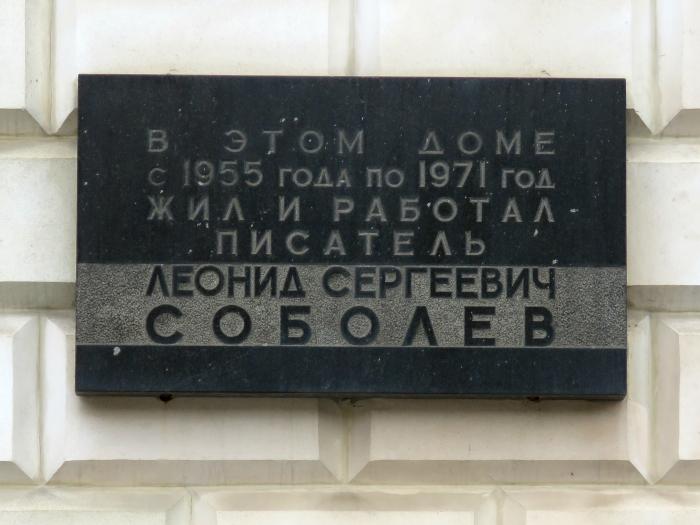 В ЭТОМ ДОМЕ
С 1955 ГОДА ПО 1971 ГОД
ЖИЛ И РАБОТАЛ
ПИСАТЕЛЬ
ЛЕОНИД СЕРГЕЕВИЧ
СОБОЛЕВ